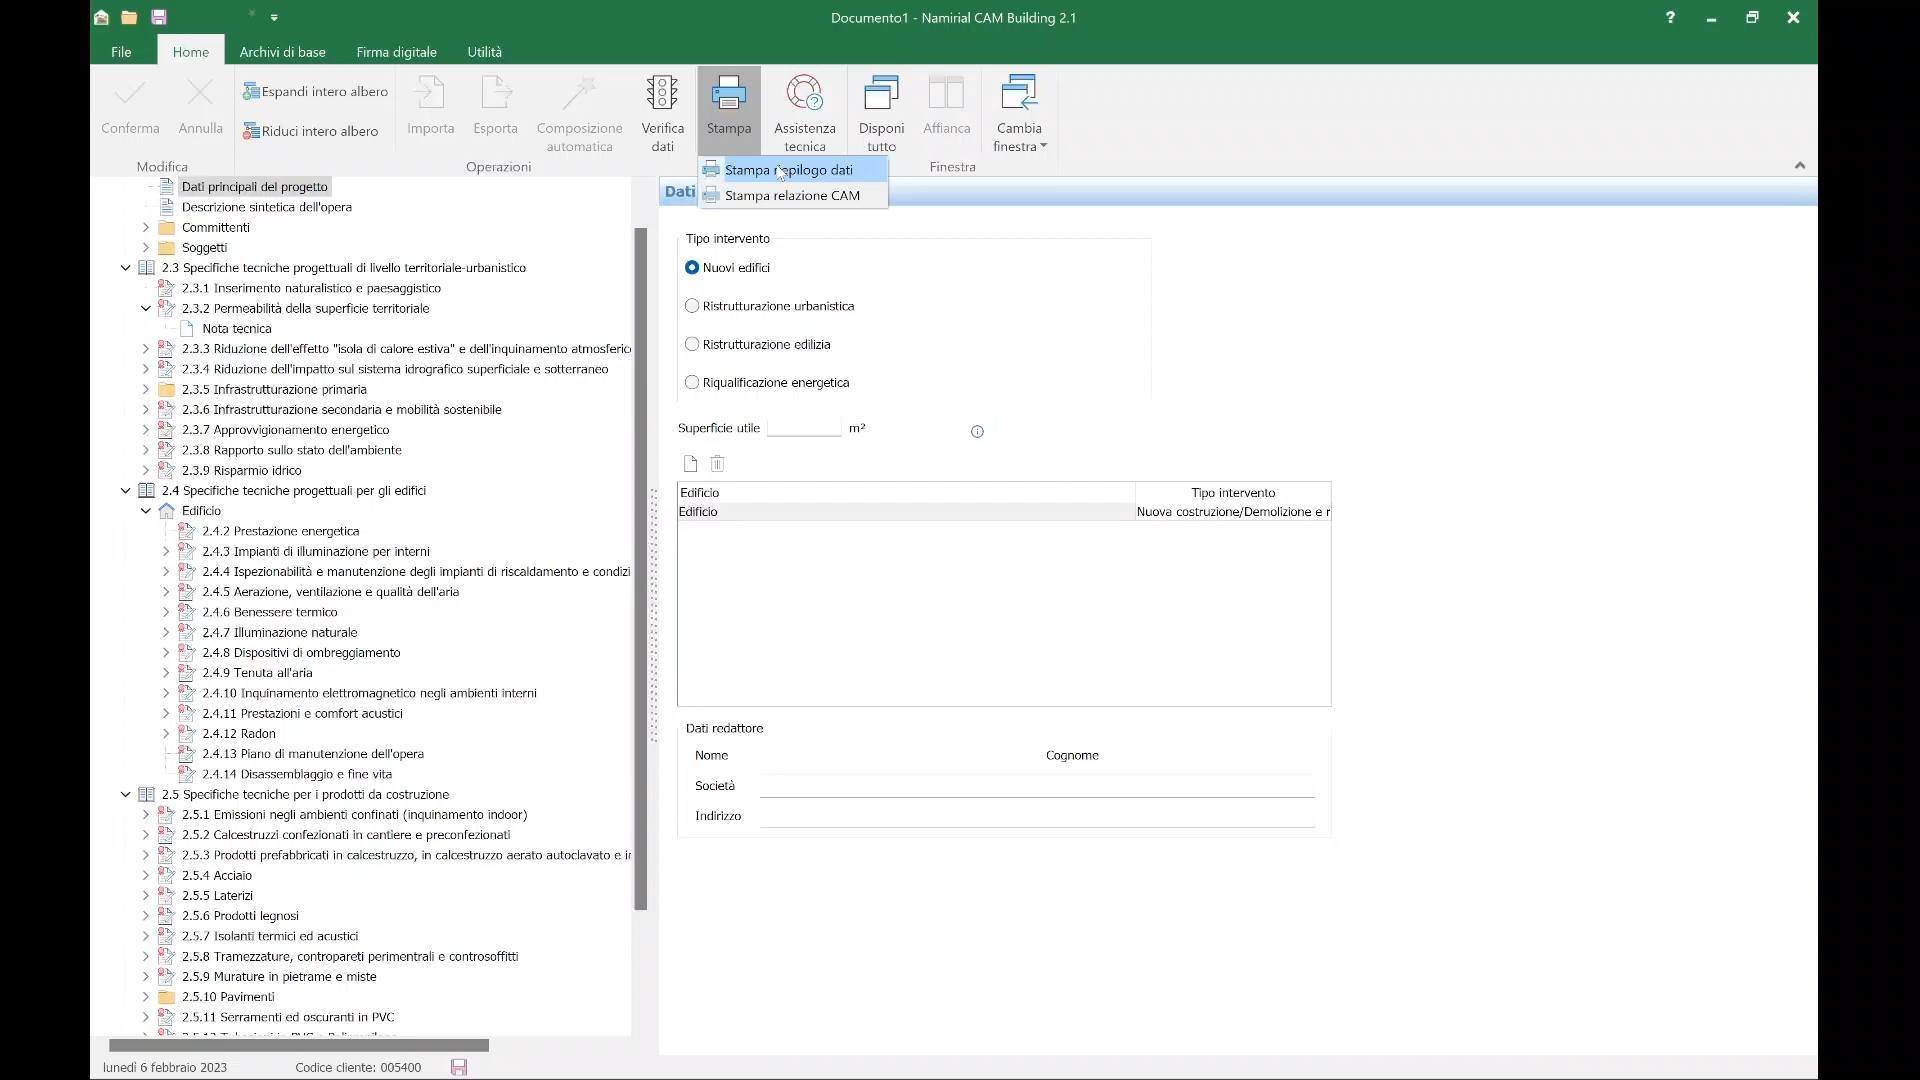 Documento1 - Namirial CAM Building 2.1
File Home Archivi di base Firma digitale Utilità
Conferma
Annulla
Espandi intero albero
Riduci intero albero
Importa
Esporta
Composizione
automatica
Verifica
dati
Stampa
Assistenza
tecnica
Disponi
tutto
Affianca
Cambia
finestra
Modifica
Operazioni
Finestra
Stampa riepilogo dati
Stampa relazione CAM
Dati principali del progetto
Descrizione sintetica dell'opera
Committenti
Soggetti
2.3 Specifiche tecniche progettuali di livello territoriale-urbanistico
2.3.1 Inserimento naturalistico e paesaggistico
2.3.2 Permeabilità della superficie territoriale
Nota tecnica
2.3.3 Riduzione dell'effetto "isola di calore estiva" e dell'inquinamento atmosferic
2.3.4 Riduzione dell'impatto sul sistema idrografico superficiale e sotterraneo
2.3.5 Infrastrutturazione primaria
2.3.6 Infrastrutturazione secondaria e mobilità sostenibile
2.3.7 Approvvigionamento energetico
2.3.8 Rapporto sullo stato dell'ambiente
2.3.9 Risparmio idrico
2.4 Specifiche tecniche progettuali per gli edifici
Edificio
2.4.2 Prestazione energetica
2.4.3 Impianti di illuminazione per interni
2.4.4 Ispezionabilità e manutenzione degli impianti di riscaldamento e condizi
2.4.5 Aerazione, ventilazione e qualità dell'aria
2.4.6 Benessere termico
2.4.7 Illuminazione naturale
2.4.8 Dispositivi di ombreggiamento
2.4.9 Tenuta all'aria
2.4.10 Inquinamento elettromagnetico negli ambienti interni
2.4.11 Prestazioni e comfort acustici
2.4.12 Radon
2.4.13 Piano di manutenzione dell'opera
2.4.14 Disassemblaggio e fine vita
2.5 Specifiche tecniche per i prodotti da costruzione
2.5.1 Emissioni negli ambienti confinati (inquinamento indoor)
2.5.2 Calcestruzzi confezionati in cantiere e preconfezionati
2.5.3 Prodotti prefabbricati in calcestruzzo, in calcestruzzo aerato autoclavato e i
2.5.4 Acciaio
2.5.5 Laterizi
2.5.6 Prodotti legnosi
2.5.7 Isolanti termici ed acustici
2.5.8 Tramezzature, contropareti perimentrali e controsoffitti
2.5.9 Murature in pietrame e miste
2.5.10 Pavimenti
2.5.11 Serramenti ed oscuranti in PVC
Dati
Tipo intervento
Nuovi edifici
Ristrutturazione urbanistica
Ristrutturazione edilizia
Riqualificazione energetica
Superficie utile m²
Edificio Tipo intervento
Edificio Nuova costruzione/Demolizione e r
Dati redattore
Nome Cognome
Società
Indirizzo
lunedì 6 febbraio 2023 Codice cliente: 005400